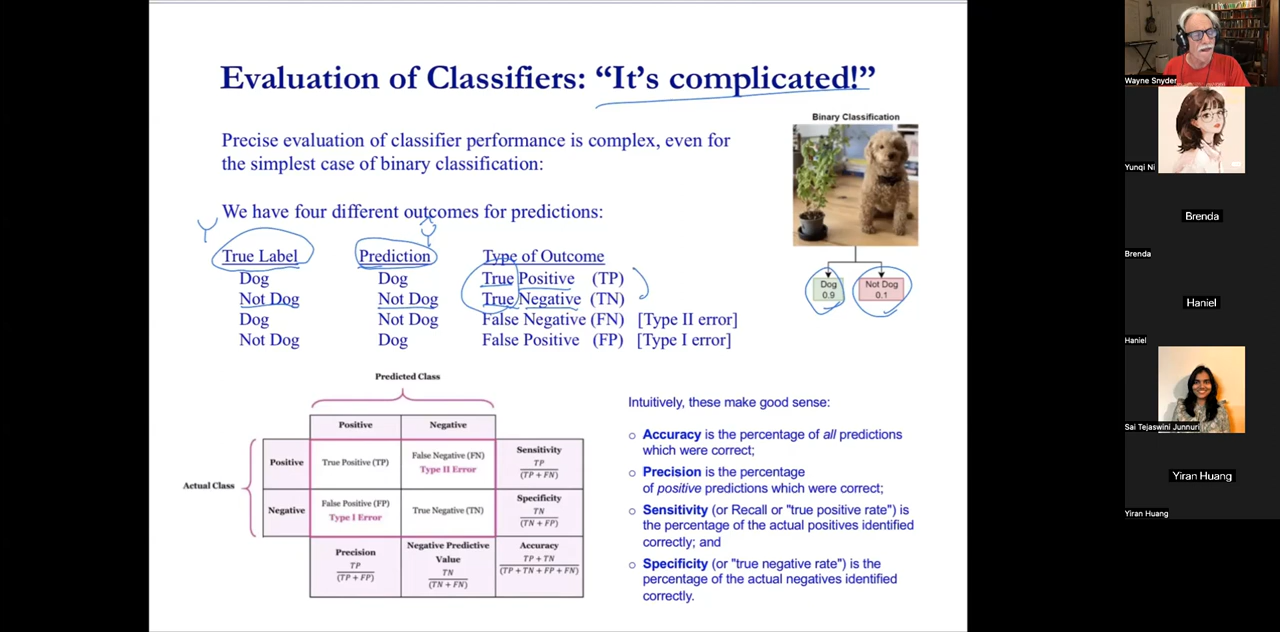 Evaluation of Classifiers: “It’s complicated!”
Precise evaluation of classifier performance is complex, even for
the simplest case of binary classification:
We have four different outcomes for predictions:
Y
ŷ
True Label Prediction Type of Outcome
Dog Dog True Positive (TP)
Not Dog Not Dog True Negative (TN)
Dog Not Dog False Negative (FN) [Type II error]
Not Dog Dog False Positive (FP) [Type I error]
Binary Classification
Dog Not Dog
0.9 0.1
Predicted Class
Positive Negative
Actual Class
Positive
True Positive (TP)
False Negative (FN)
Type II Error
Sensitivity
TP
(TP + FN)
Negative
False Positive (FP)
Type I Error
True Negative (TN)
Specificity
TN
(TN + FP)
Precision
TP
(TP + FP)
Negative Predictive
Value
TN
(TN + FN)
Accuracy
TP + TN
(TP + TN + FP + FN)
Intuitively, these make good sense:
o Accuracy is the percentage of all predictions
which were correct;
o Precision is the percentage
of positive predictions which were correct;
o Sensitivity (or Recall or "true positive rate") is
the percentage of the actual positives identified
correctly; and
o Specificity (or "true negative rate") is the
percentage of the actual negatives identified
correctly.
Wayne Snyder
Yunqi Ni
Brenda
Brenda
Haniel
Haniel
Sai Tejaswini Junnuri
Yiran Huang
Yiran Huang